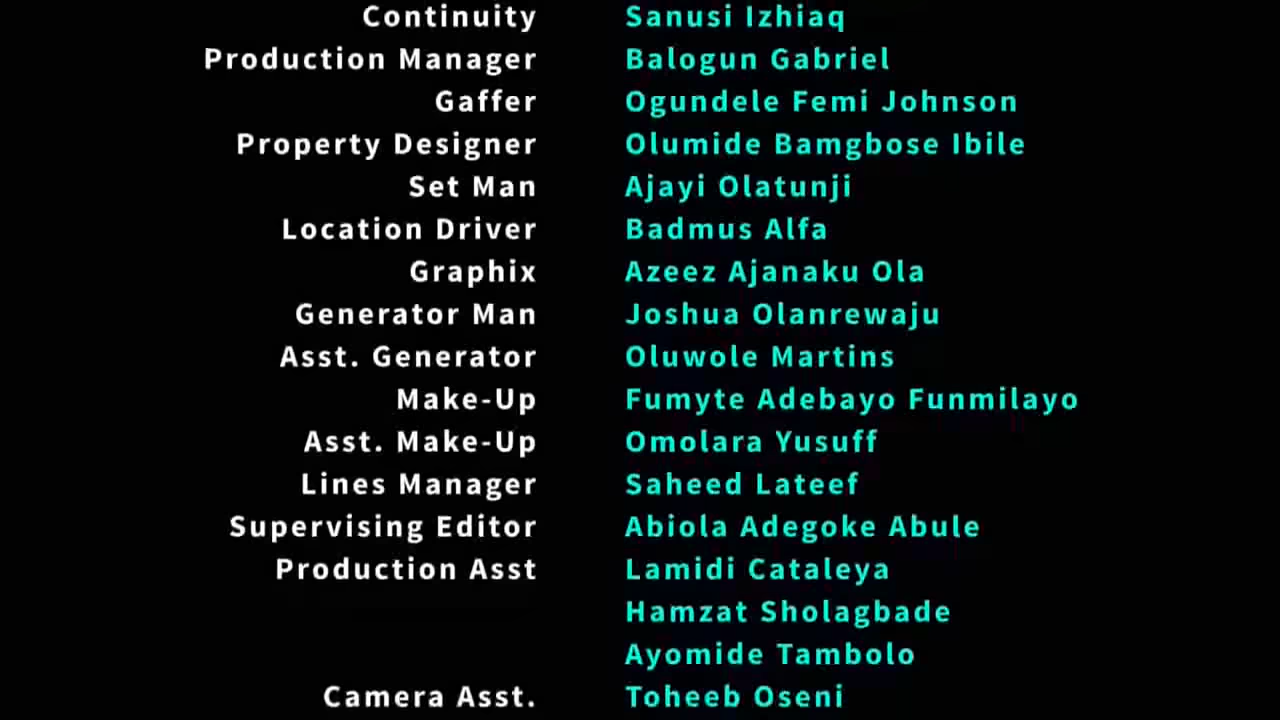 Continuity Sanusi Izhiaq
Production Manager Balogun Gabriel
Gaffer Ogundele Femi Johnson
Property Designer Olumide Bamgbose Ibile
Set Man Ajayi Olatunji
Location Driver Badmus Alfa
Graphix Azeez Ajanaku Ola
Generator Man Joshua Olanrewaju
Asst. Generator Oluwole Martins
Make-Up Fumyte Adebayo Funmilayo
Asst. Make-Up Omolara Yusuff
Lines Manager Saheed Lateef
Supervising Editor Abiola Adegoke Abule
Production Asst Lamidi Cataleya
Hamzat Sholagbade
Ayomide Tambolo
Camera Asst. Toheeb Oseni